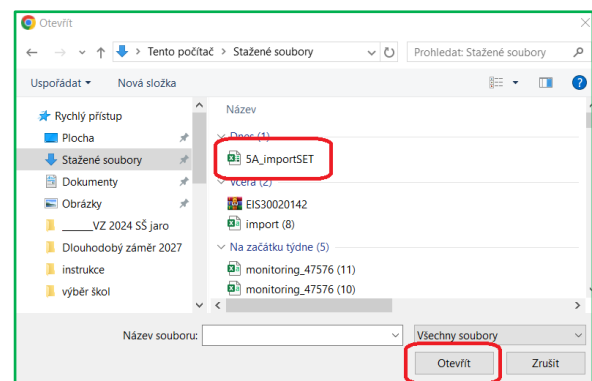 Otevřít
Tento počítač > Stažené soubory
Prohledat: Stažené soubory
Uspořádat
Nová složka
Rychlý přístup
Plocha
Stažené soubory
Dokumenty
Obrázky
_____VZ 2024 SŠ jaro
Dlouhodobý záměr 2027
instrukce
výběr škol
Název
Dnes (1)
5A_importSET
Včera (2)
EIS30020142
import (8)
Na začátku týdne (5)
monitoring_47576 (11)
monitoring_47576 (10)
Název souboru:
Všechny soubory
Otevřít
Zrušit